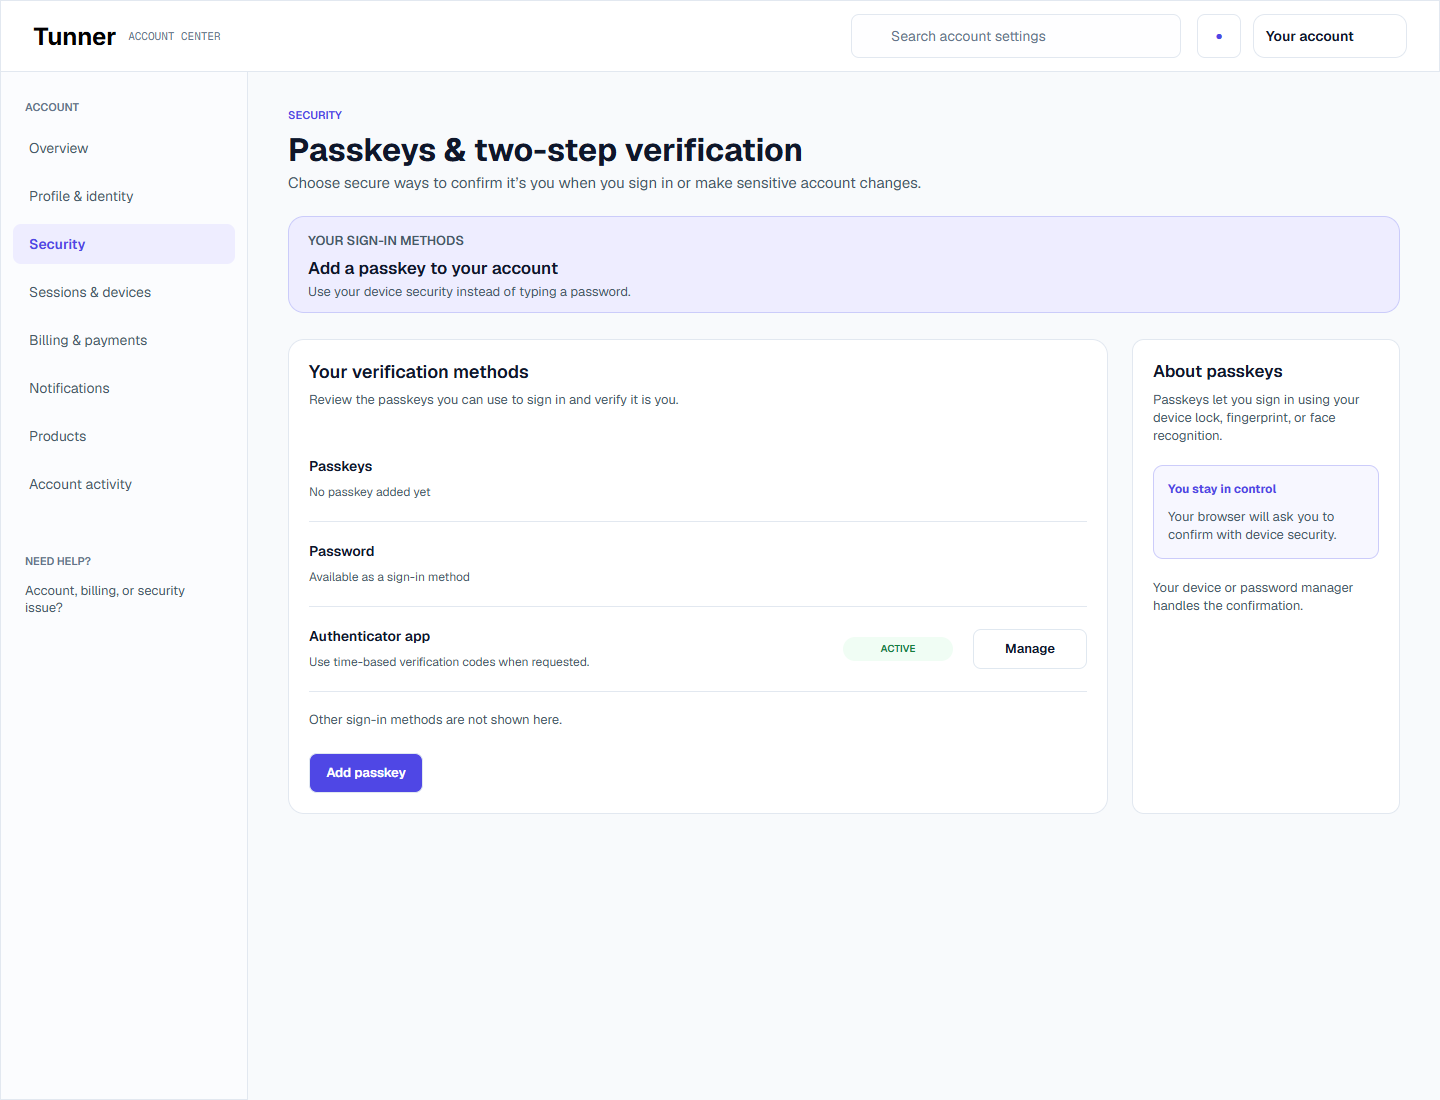 Tunner ACCOUNT CENTER
Search account settings
Your account
ACCOUNT
Overview
Profile & identity
Security
Sessions & devices
Billing & payments
Notifications
Products
Account activity
NEED HELP?
Account, billing, or security
issue?
SECURITY
Passkeys & two-step verification
Choose secure ways to confirm it’s you when you sign in or make sensitive account changes.
YOUR SIGN-IN METHODS
Add a passkey to your account
Use your device security instead of typing a password.
Your verification methods
Review the passkeys you can use to sign in and verify it is you.
Passkeys
No passkey added yet
Password
Available as a sign-in method
Authenticator app
Use time-based verification codes when requested.
ACTIVE
Manage
Other sign-in methods are not shown here.
Add passkey
About passkeys
Passkeys let you sign in using your
device lock, fingerprint, or face
recognition.
You stay in control
Your browser will ask you to
confirm with device security.
Your device or password manager
handles the confirmation.